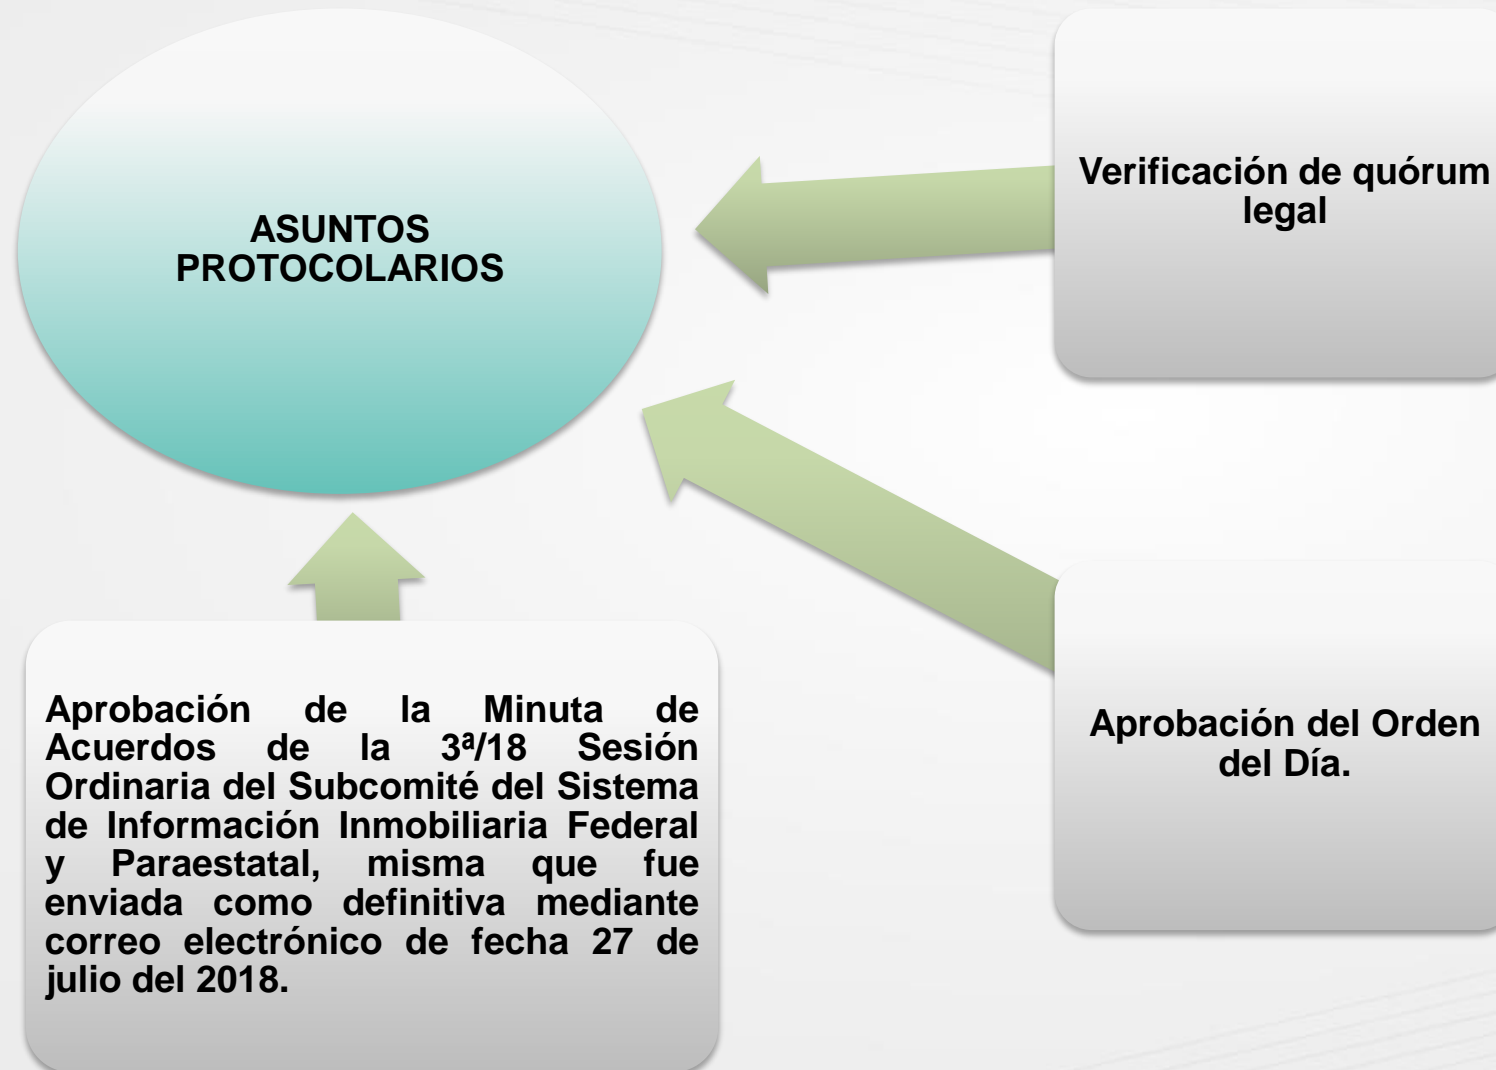 ASUNTOS
PROTOCOLARIOS
Verificación de quórum
legal
Aprobación del Orden
del Día.
Aprobación de la Minuta de
Acuerdos de la 3ª/18 Sesión
Ordinaria del Subcomité del Sistema
de Información Inmobiliaria Federal
y Paraestatal, misma que fue
enviada como definitiva mediante
correo electrónico de fecha 27 de
julio del 2018.